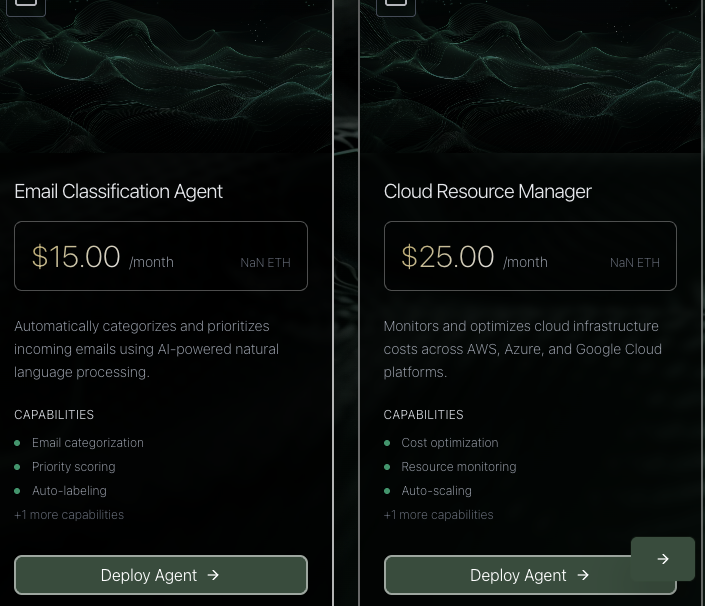 Email Classification Agent
$15.00 /month NaN ETH
Automatically categorizes and prioritizes
incoming emails using AI-powered natural
language processing.
CAPABILITIES
Email categorization
Priority scoring
Auto-labeling
+1 more capabilities
Deploy Agent →
Cloud Resource Manager
$25.00 /month NaN ETH
Monitors and optimizes cloud infrastructure
costs across AWS, Azure, and Google Cloud
platforms.
CAPABILITIES
Cost optimization
Resource monitoring
Auto-scaling
+1 more capabilities
Deploy Agent →
→